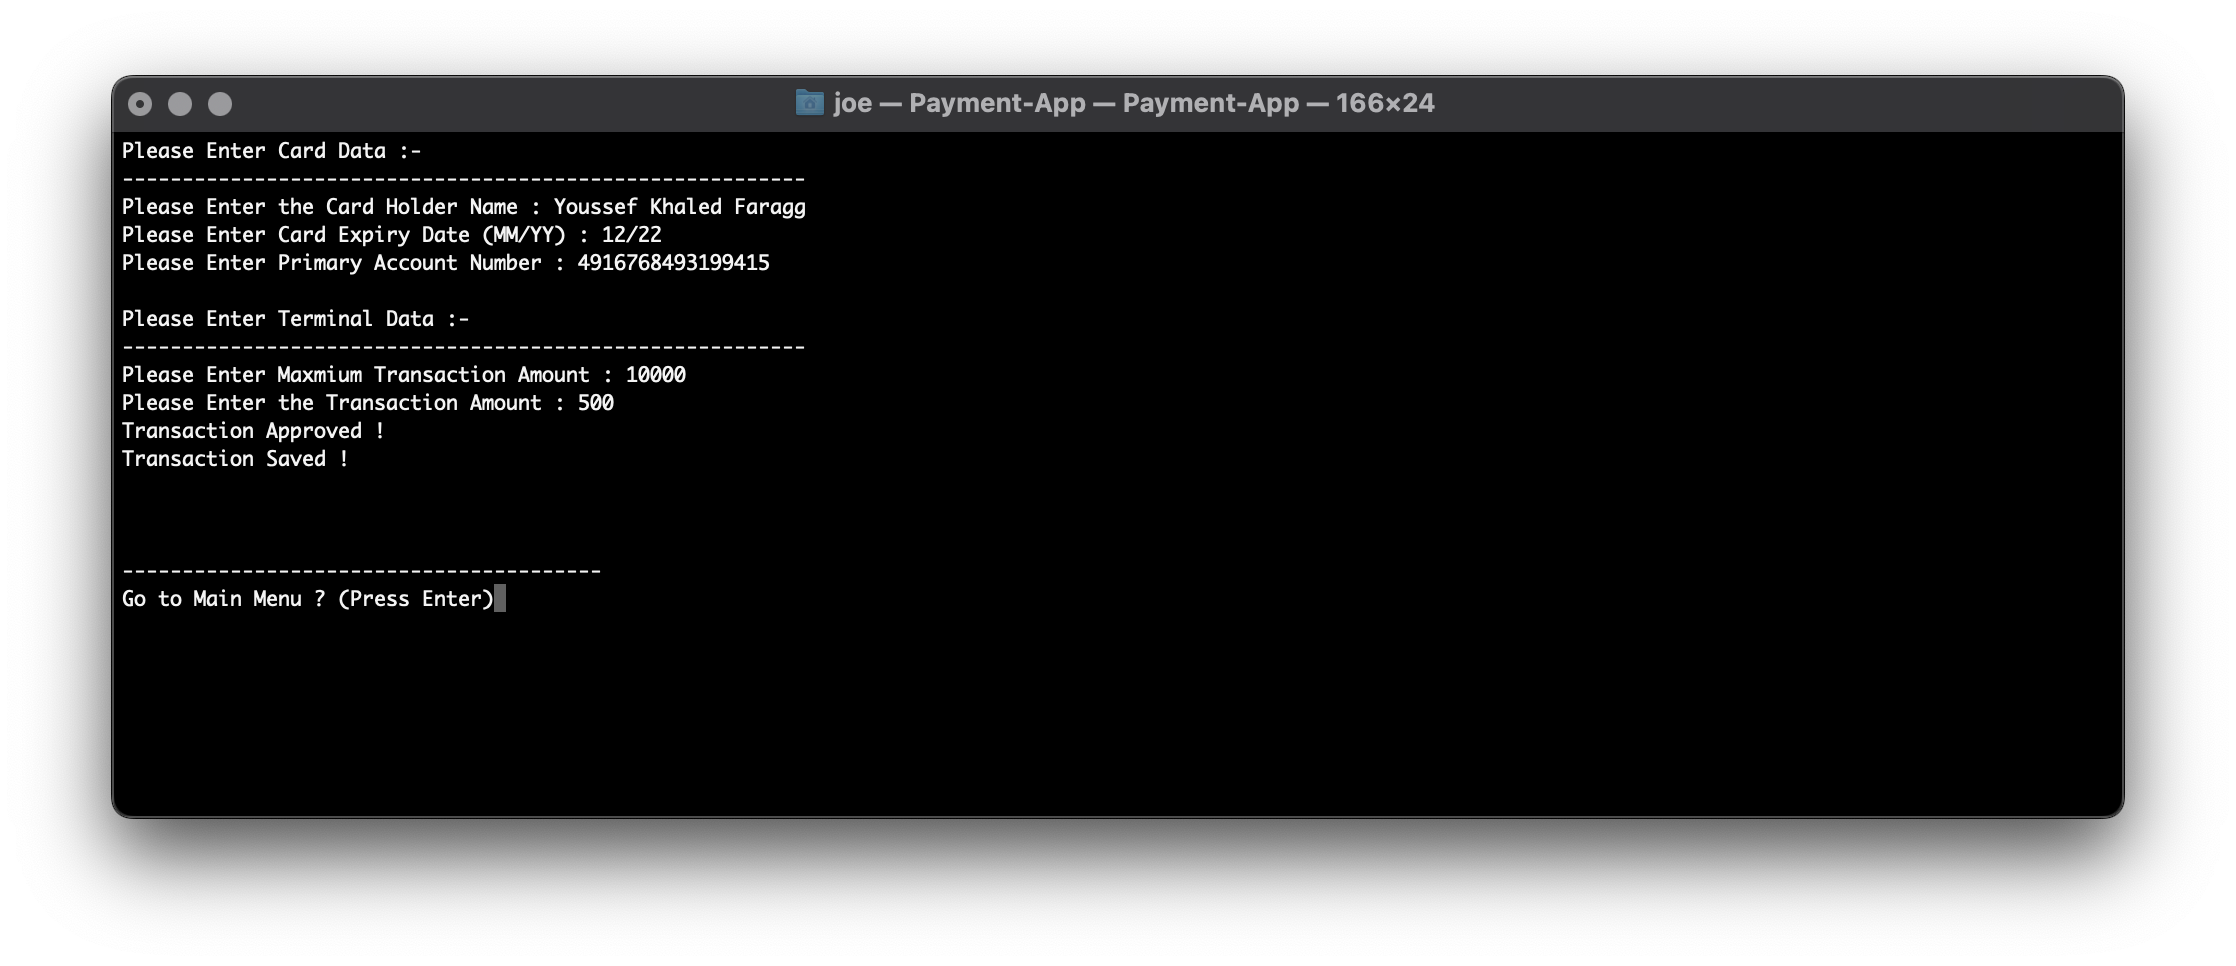 joe — Payment-App — Payment-App — 166×24
Please Enter Card Data :-
---------------------------------------------------------
Please Enter the Card Holder Name : Youssef Khaled Faragg
Please Enter Card Expiry Date (MM/YY) : 12/22
Please Enter Primary Account Number : 4916768493199415
Please Enter Terminal Data :-
---------------------------------------------------------
Please Enter Maxmium Transaction Amount : 10000
Please Enter the Transaction Amount : 500
Transaction Approved !
Transaction Saved !
----------------------------------------
Go to Main Menu ? (Press Enter)